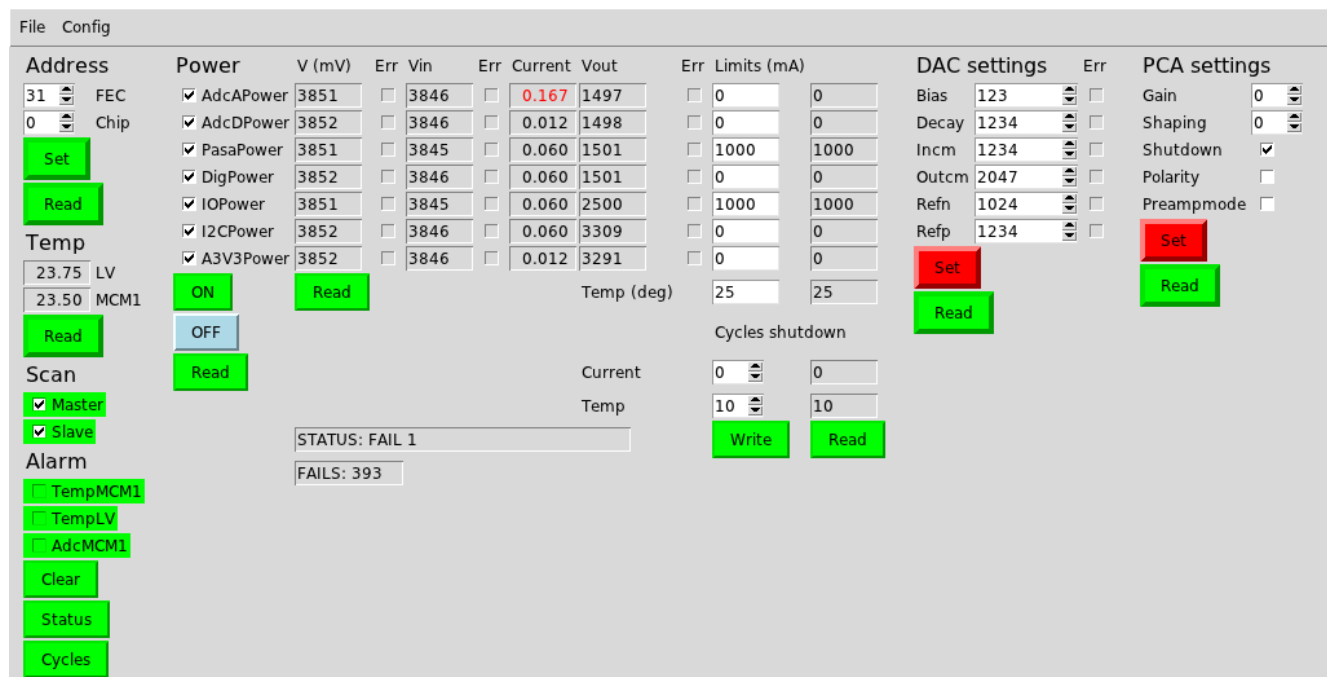 File Config
Address Power V (mV) Err Vin Err Current Vout Err Limits (mA) DAC settings Err PCA settings
31 FEC AdcAPower 3851 3846 0.167 1497 0 0 Bias 123 Gain 0
0 Chip AdcDPower 3852 3846 0.012 1498 0 0 Decay 1234 Shaping 0
Set PasaPower 3851 3845 0.060 1501 1000 1000 Incm 1234 Shutdown
DigPower 3852 3846 0.060 1501 0 0 Outcm 2047 Polarity
Read IOPower 3851 3845 0.060 2500 1000 1000 Refn 1024 Preampmode
Temp I2CPower 3852 3846 0.060 3309 0 0 Refp 1234 Set
23.75 LV A3V3Power 3852 3846 0.012 3291 0 0 Set Read
23.50 MCM1 ON Read Temp (deg) 25 25 Read
Read OFF Cycles shutdown
Scan Read Current 0 0
Master Temp 10 10
Slave STATUS: FAIL 1 Write Read
Alarm FAILS: 393
TempMCM1
TempLV
AdcMCM1
Clear
Status
Cycles